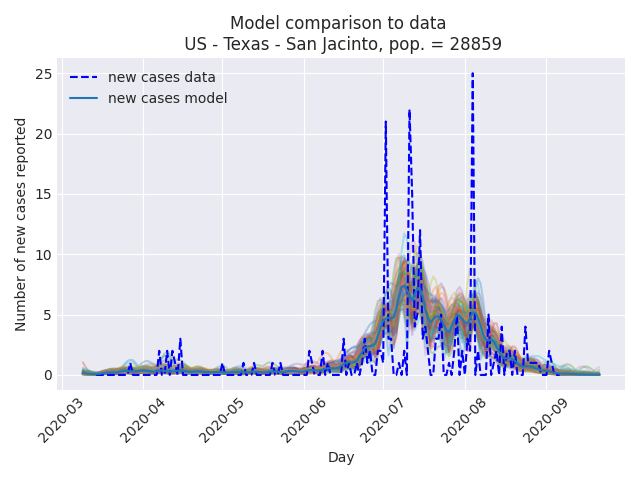 Model comparison to data
US - Texas - San Jacinto, pop. = 28859
new cases data
new cases model
Number of new cases reported
25
20
15
10
5
0
2020-03
2020-04
2020-05
2020-06
2020-07
2020-08
2020-09
Day